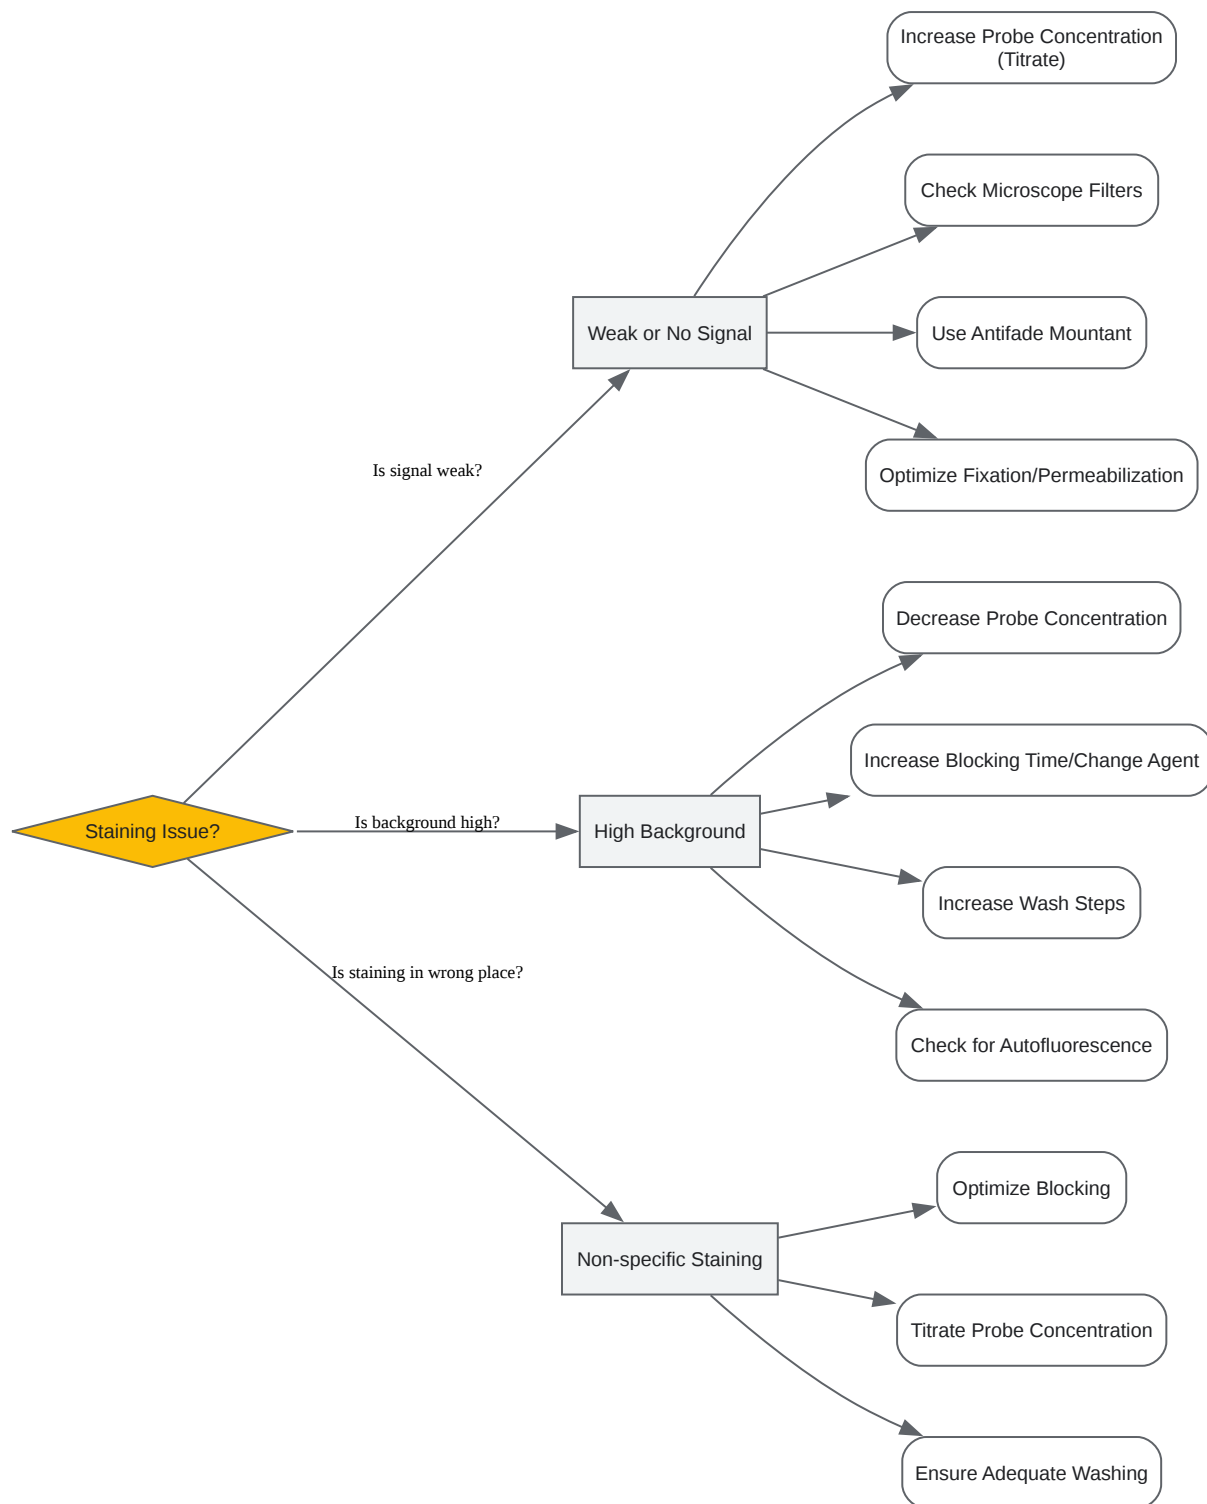 Increase Probe Concentration
(Titrate)
Check Microscope Filters
Weak or No Signal
Use Antifade Mountant
Is signal weak?
Optimize Fixation/Permeabilization
Decrease Probe Concentration
Increase Blocking Time/Change Agent
Staining Issue?
Is background high?
High Background
Increase Wash Steps
Is staining in wrong place?
Check for Autofluorescence
Optimize Blocking
Non-specific Staining
Titrate Probe Concentration
Ensure Adequate Washing